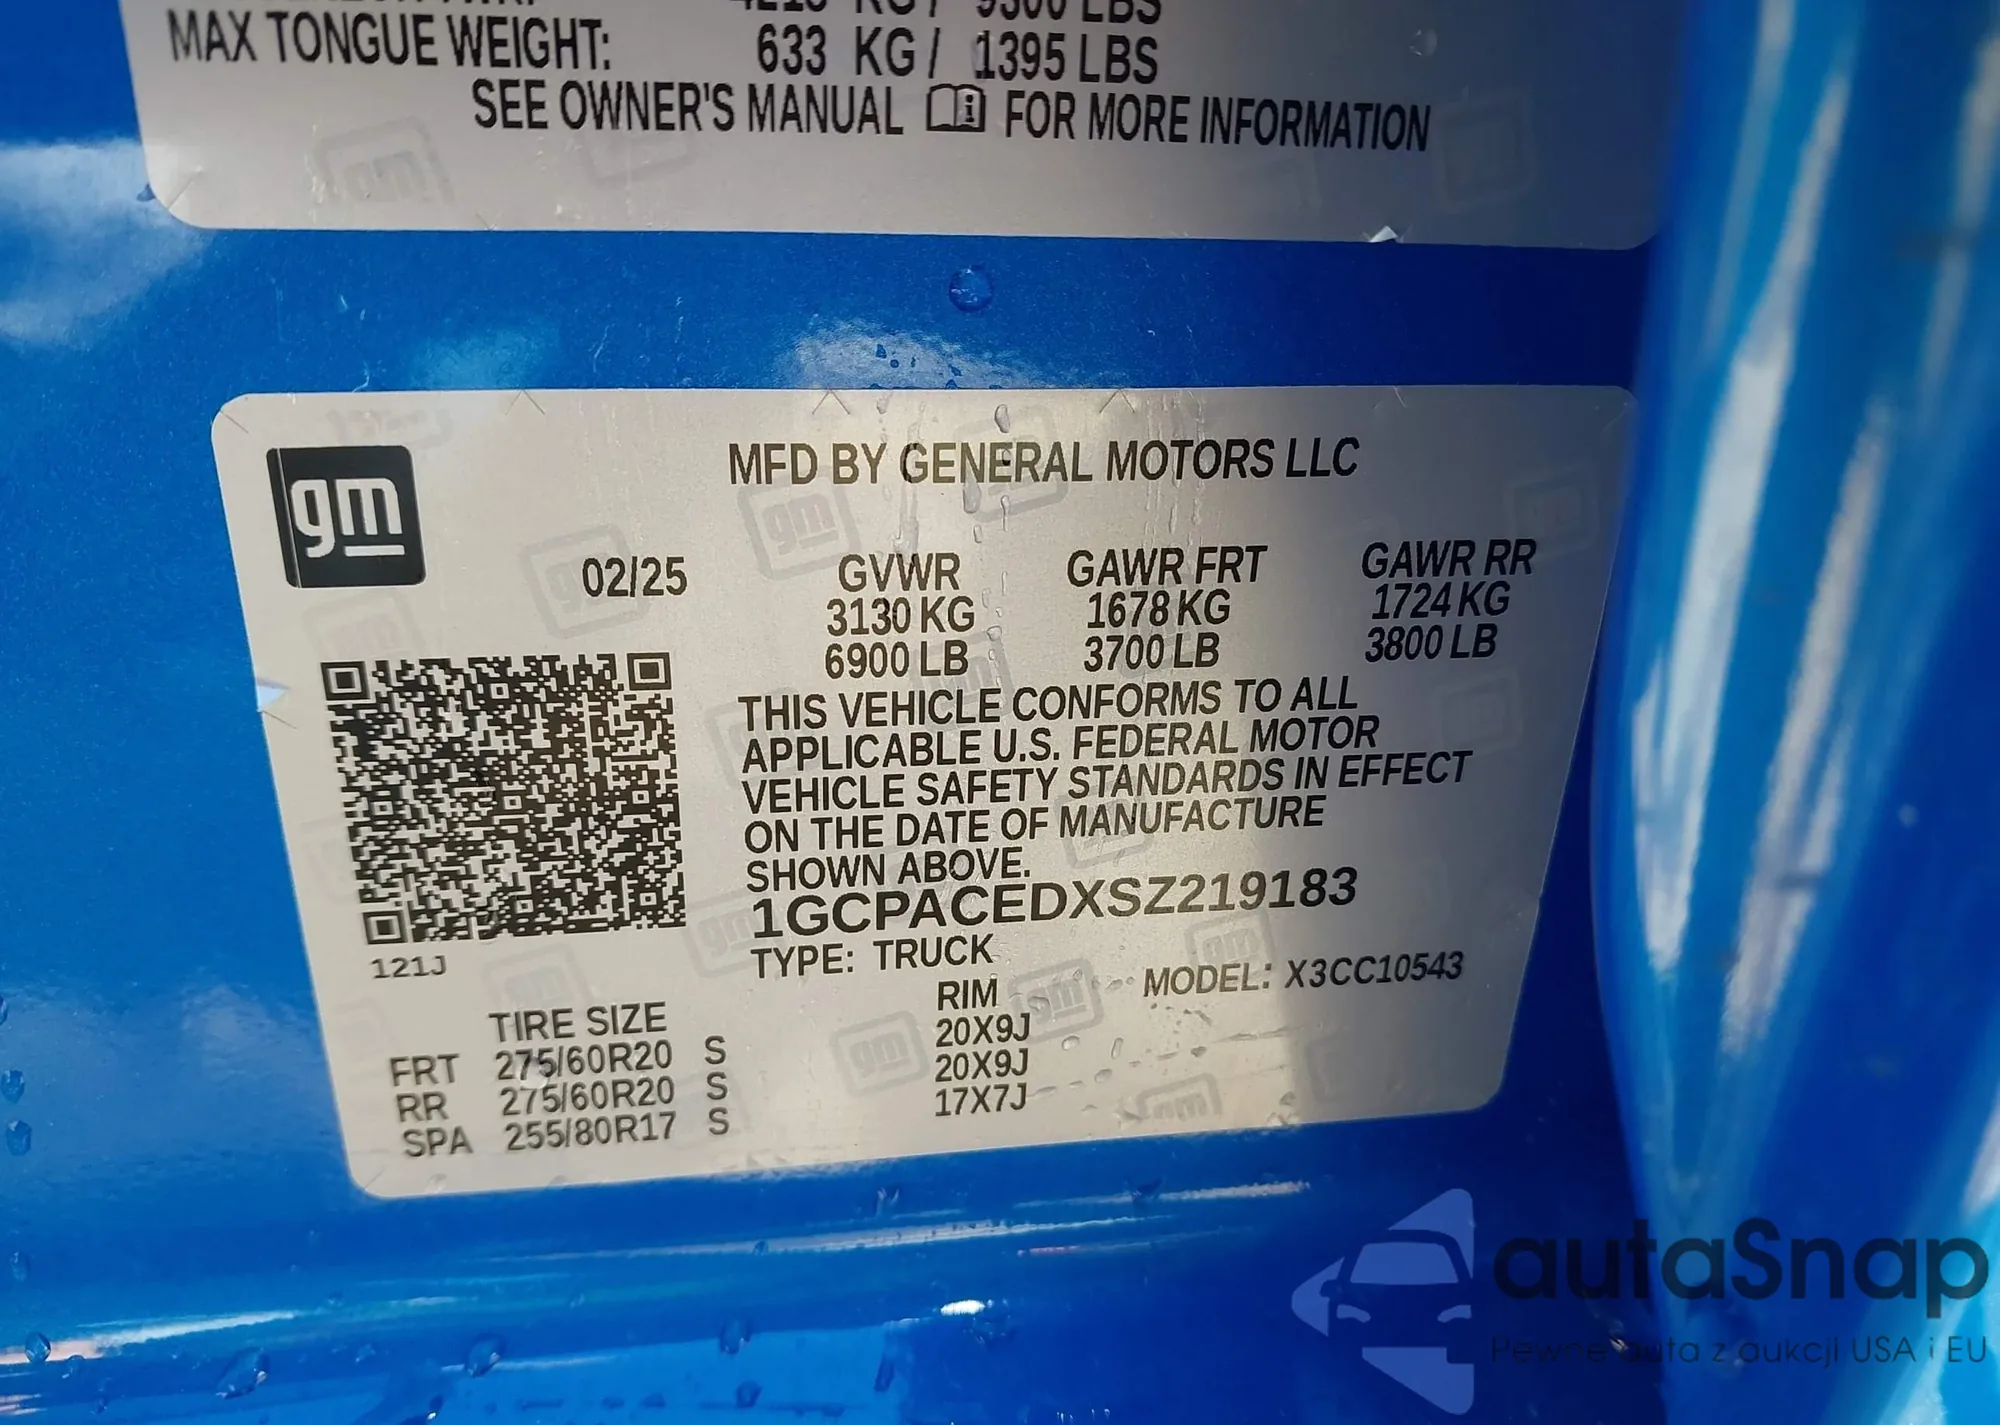 4218 KG / 9300 LBS
MAX TONGUE WEIGHT: 633 KG / 1395 LBS
SEE OWNER'S MANUAL FOR MORE INFORMATION
gm
MFD BY GENERAL MOTORS LLC
02/25 GVWR GAWR FRT GAWR RR
3130 KG 1678 KG 1724 KG
6900 LB 3700 LB 3800 LB
THIS VEHICLE CONFORMS TO ALL
APPLICABLE U.S. FEDERAL MOTOR
VEHICLE SAFETY STANDARDS IN EFFECT
ON THE DATE OF MANUFACTURE
SHOWN ABOVE.
1GCPACEDXSZ219183
TYPE: TRUCK
MODEL: X3CC10543
121J
TIRE SIZE RIM
FRT 275/60R20 S 20X9J
RR 275/60R20 S 20X9J
SPA 255/80R17 S 17X7J
autaSnap
Pewne auta z aukcji USA i EU